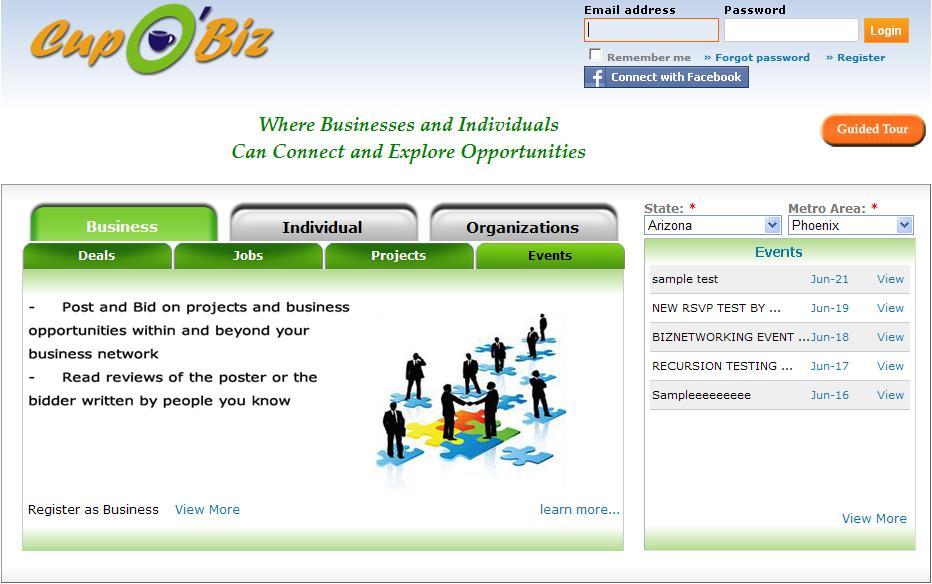 Cup O'Biz
Email address
Password
Login
Remember me
» Forgot password
» Register
f Connect with Facebook
Where Businesses and Individuals
Can Connect and Explore Opportunities
Guided Tour
Business
Individual
Organizations
Deals
Jobs
Projects
Events
- Post and Bid on projects and business
opportunities within and beyond your
business network
- Read reviews of the poster or the
bidder written by people you know
Register as Business
View More
learn more...
State: *
Metro Area: *
Arizona
Phoenix
Events
sample test Jun-21 View
NEW RSVP TEST BY ... Jun-19 View
BIZNETWORKING EVENT ... Jun-18 View
RECURSION TESTING ... Jun-17 View
Sampleeeeeeeee Jun-16 View
View More